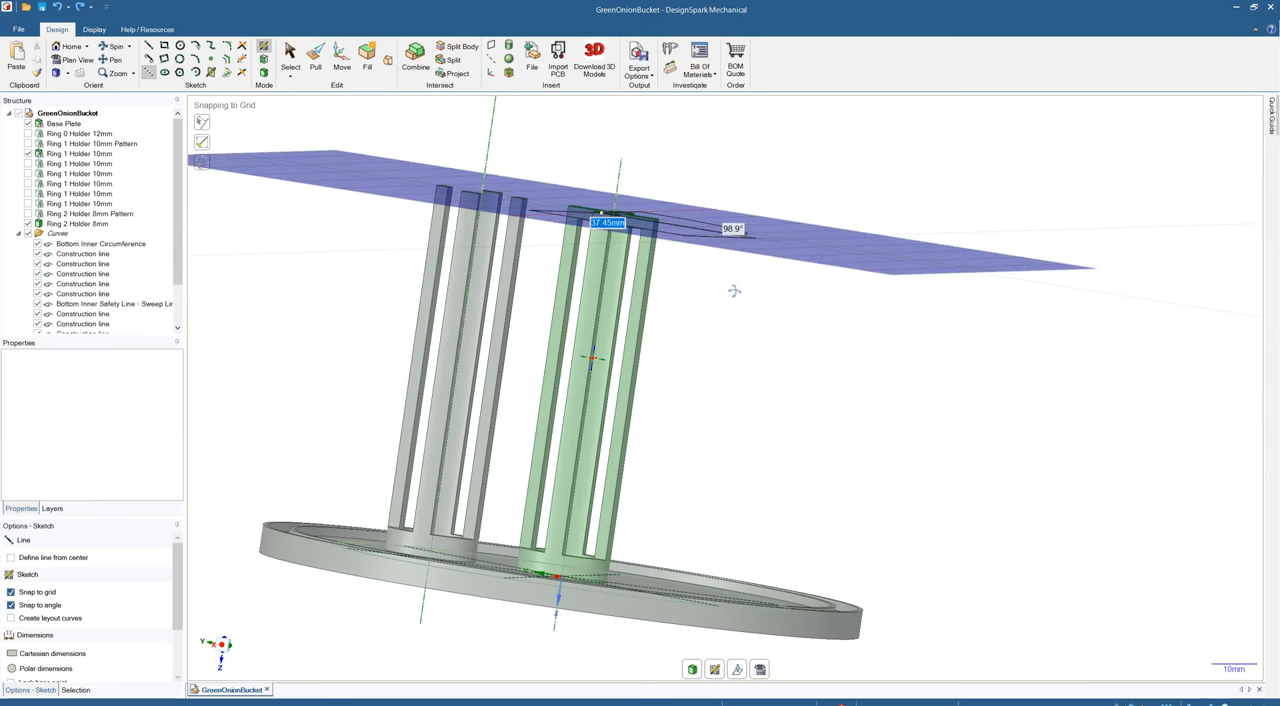 GreenOnionBucket - DesignSpark Mechanical
File
Design
Display
Help / Resources
Paste
Home
Spin
Plan View
Pan
Zoom
Select
Pull
Move
Fill
Combine
Split Body
Split
Project
File
Import PCB
Download 3D Models
Export Options
Bill Of Materials
BOM Quote
Clipboard
Orient
Sketch
Mode
Edit
Intersect
Insert
Output
Investigate
Order
Structure
Snapping to Grid
Quick Guide
GreenOnionBucket
Base Plate
Ring 0 Holder 12mm
Ring 1 Holder 10mm Pattern
Ring 1 Holder 10mm
Ring 1 Holder 10mm
Ring 1 Holder 10mm
Ring 1 Holder 10mm
Ring 1 Holder 10mm
Ring 1 Holder 10mm
Ring 2 Holder 8mm Pattern
Ring 2 Holder 8mm
Curves
Bottom Inner Circumference
Construction line
Construction line
Construction line
Construction line
Construction line
Bottom Inner Safety Line - Sweep Lir
Construction line
Construction line
37.45mm
98.9°
Properties
Properties
Layers
Options - Sketch
Line
Define line from center
Sketch
Snap to grid
Snap to angle
Create layout curves
Dimensions
Cartesian dimensions
Polar dimensions
Options - Sketch
Selection
Z
Y
X
Z
10mm
GreenOnionBucket